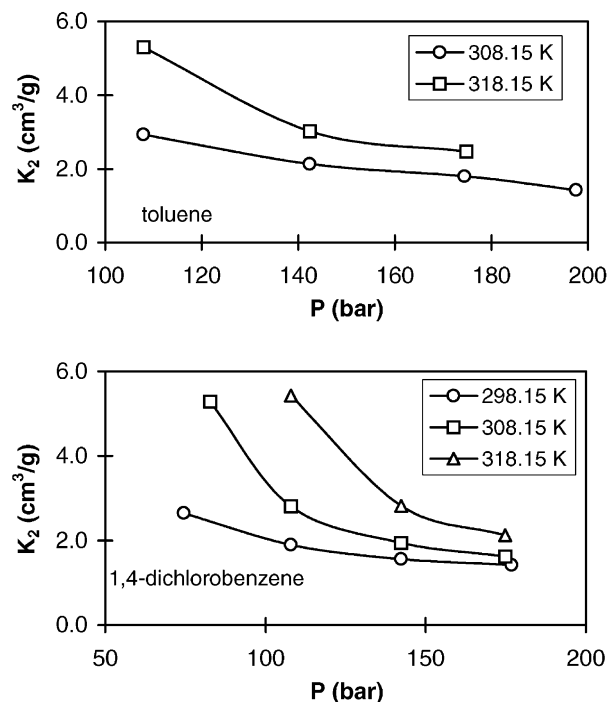 6.0
4.0
2.0
0.0
K₂ (cm³/g)
308.15 K
318.15 K
toluene
100 120 140 160 180 200
P (bar)
6.0
4.0
2.0
0.0
K₂ (cm³/g)
298.15 K
308.15 K
318.15 K
1,4-dichlorobenzene
50 100 150 200
P (bar)